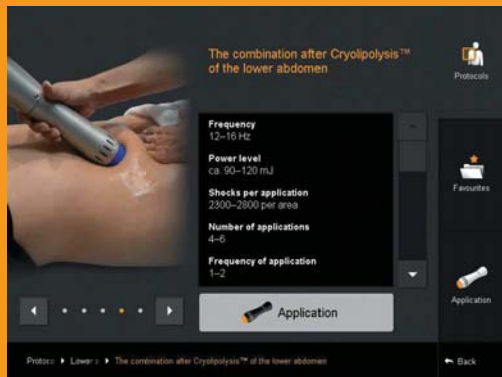 The combination after Cryolipolysis™
of the lower abdomen
Protocols
Frequency
12–16 Hz
Power level
ca. 90–120 mJ
Shocks per application
2300–2800 per area
Number of applications
4–6
Frequency of application
1–2
Favourites
Application
Application
The combination after Cryolipolysis™ of the lower abdomen
Back